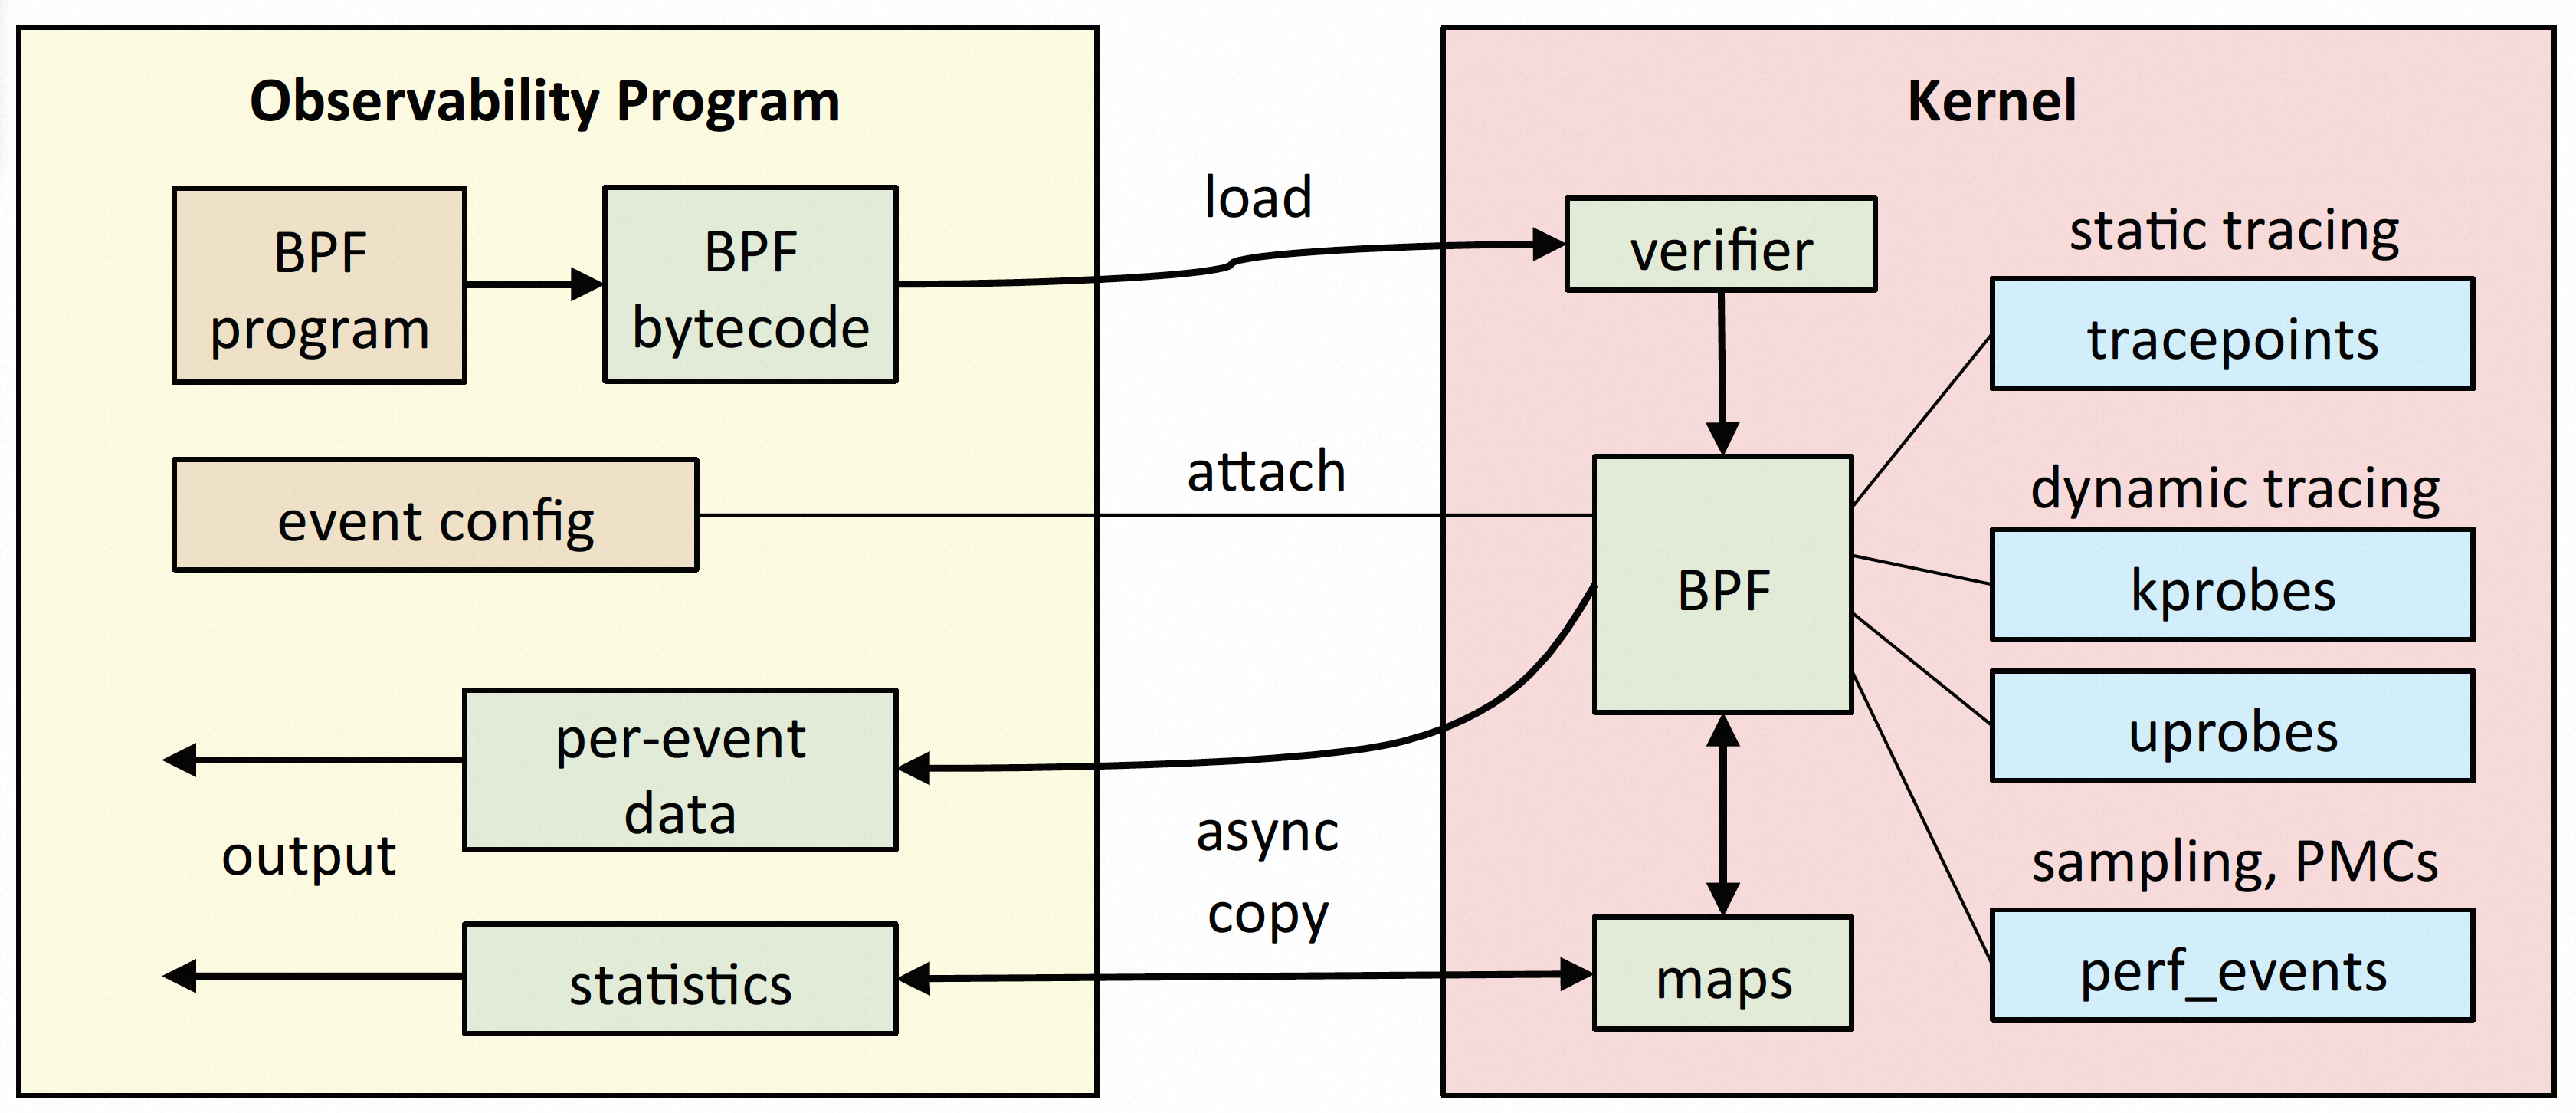 Observability Program
BPF
program
BPF
bytecode
event config
per-event
data
output
statistics
load
attach
async
copy
Kernel
verifier
BPF
maps
static tracing
tracepoints
dynamic tracing
kprobes
uprobes
sampling, PMCs
perf_events